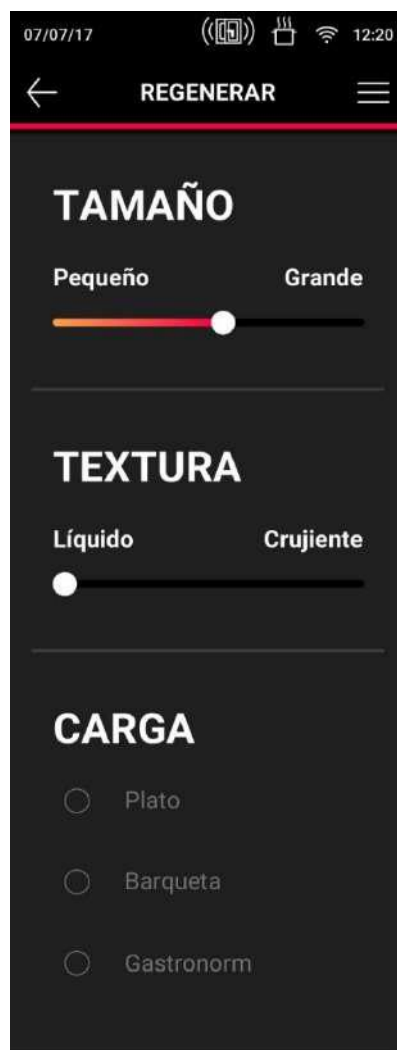 07/07/17 12:20
REGENERAR
TAMAÑO
Pequeño Grande
TEXTURA
Líquido Crujiente
CARGA
Plato
Barqueta
Gastronorm